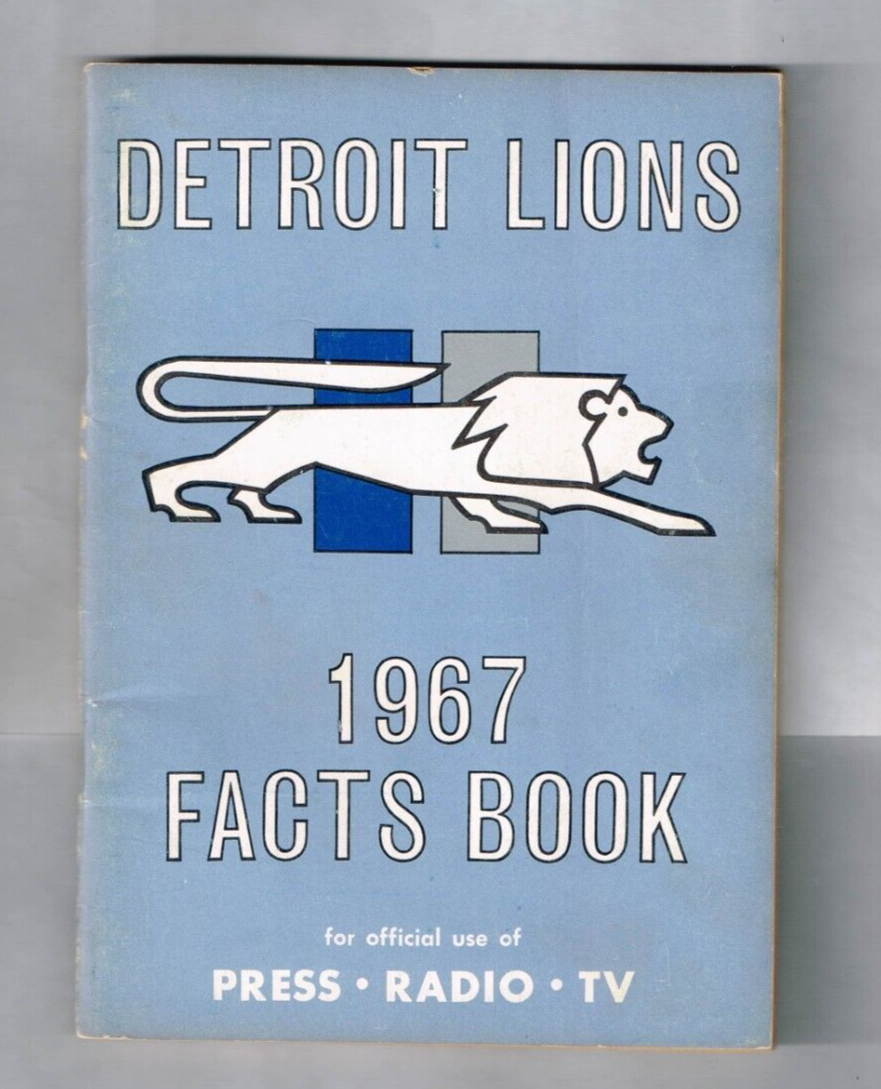 DETROIT LIONS
1967
FACTS BOOK
for official use of
PRESS • RADIO • TV